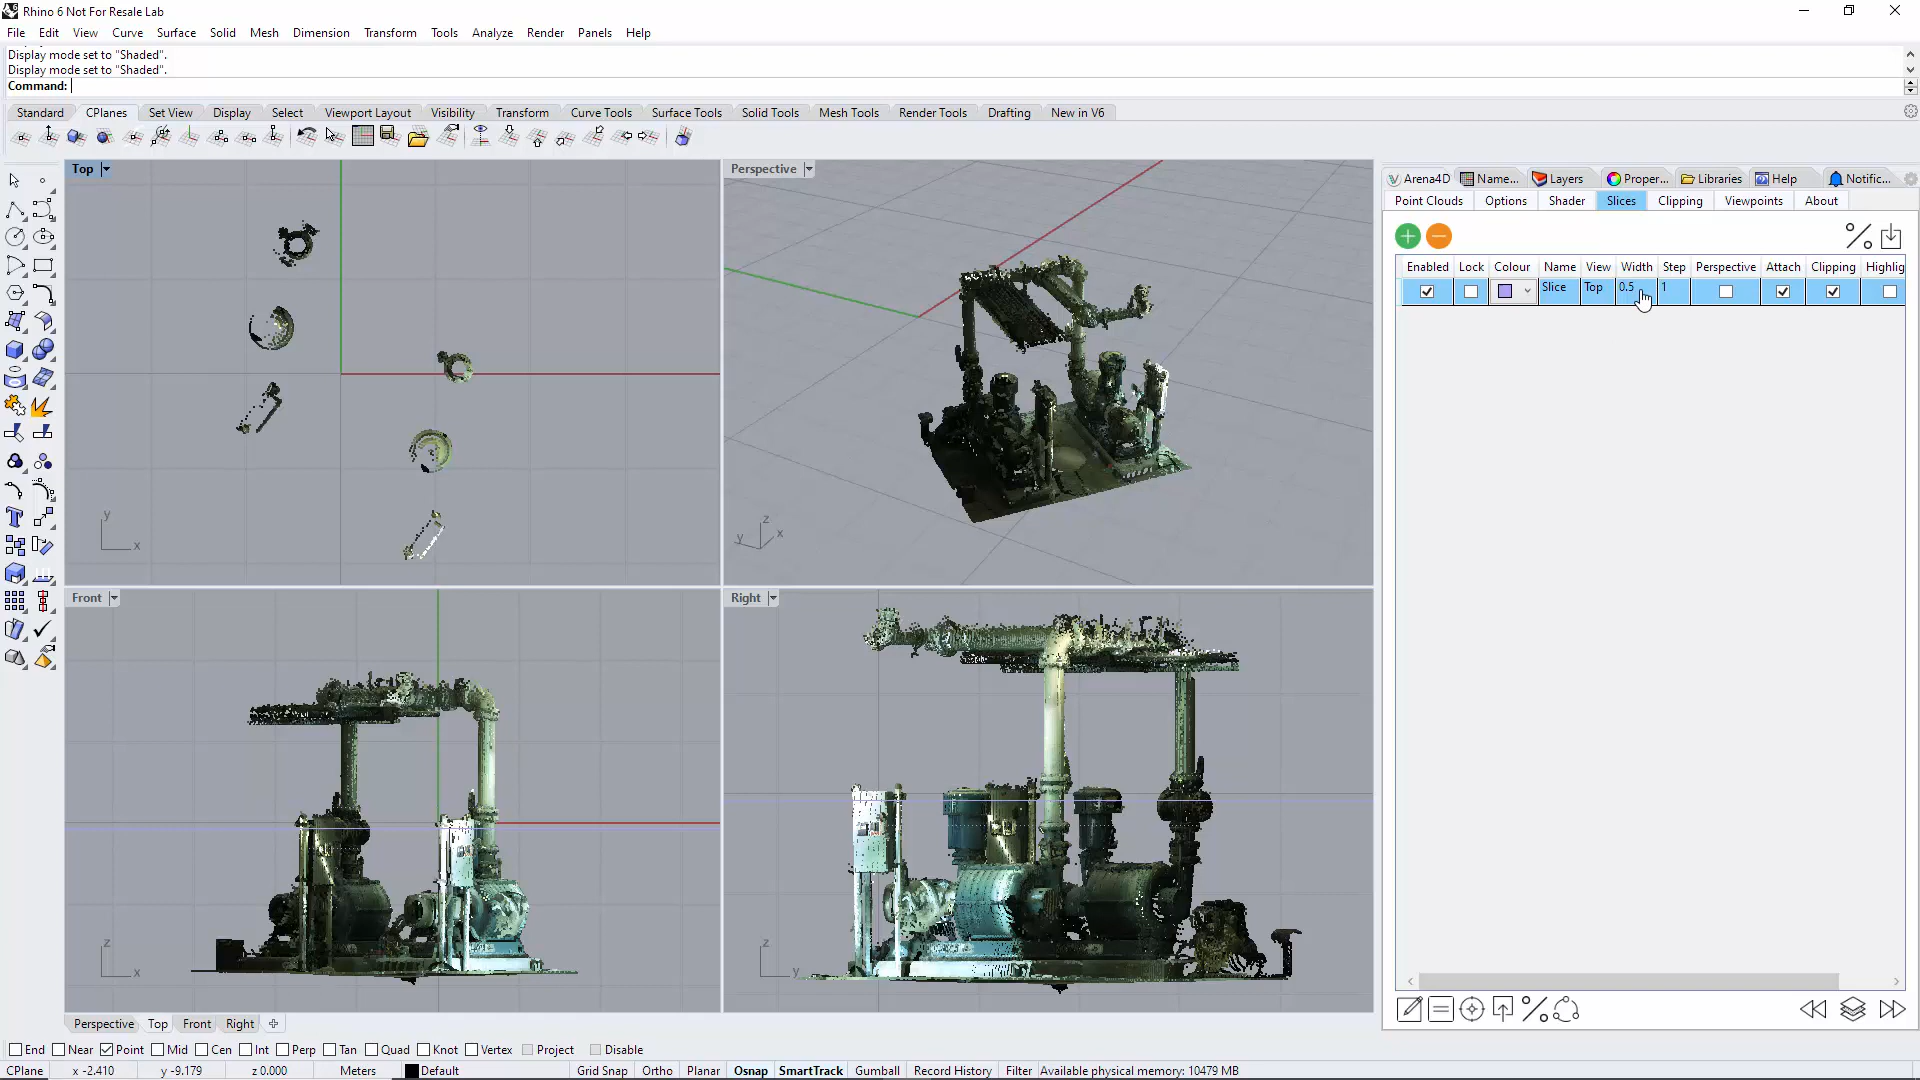 Rhino 6 Not For Resale Lab
File Edit View Curve Surface Solid Mesh Dimension Transform Tools Analyze Render Panels Help
Display mode set to "Shaded".
Display mode set to "Shaded".
Command:
Standard CPlanes Set View Display Select Viewport Layout Visibility Transform Curve Tools Surface Tools Solid Tools Mesh Tools Render Tools Drafting New in V6
Top
Perspective
Arena4D Name... Layers Proper... Libraries Help Notific...
Point Clouds Options Shader Slices Clipping Viewpoints About
Enabled Lock Colour Name View Width Step Perspective Attach Clipping Highlig
Slice Top 0.5 1
y
x
z
y
x
Front
Right
z
x
z
y
Perspective Top Front Right
End Near Point Mid Cen Int Perp Tan Quad Knot Vertex Project Disable
CPlane x -2.410 y -9.179 z 0.000 Meters Default Grid Snap Ortho Planar Osnap SmartTrack Gumball Record History Filter Available physical memory: 10479 MB